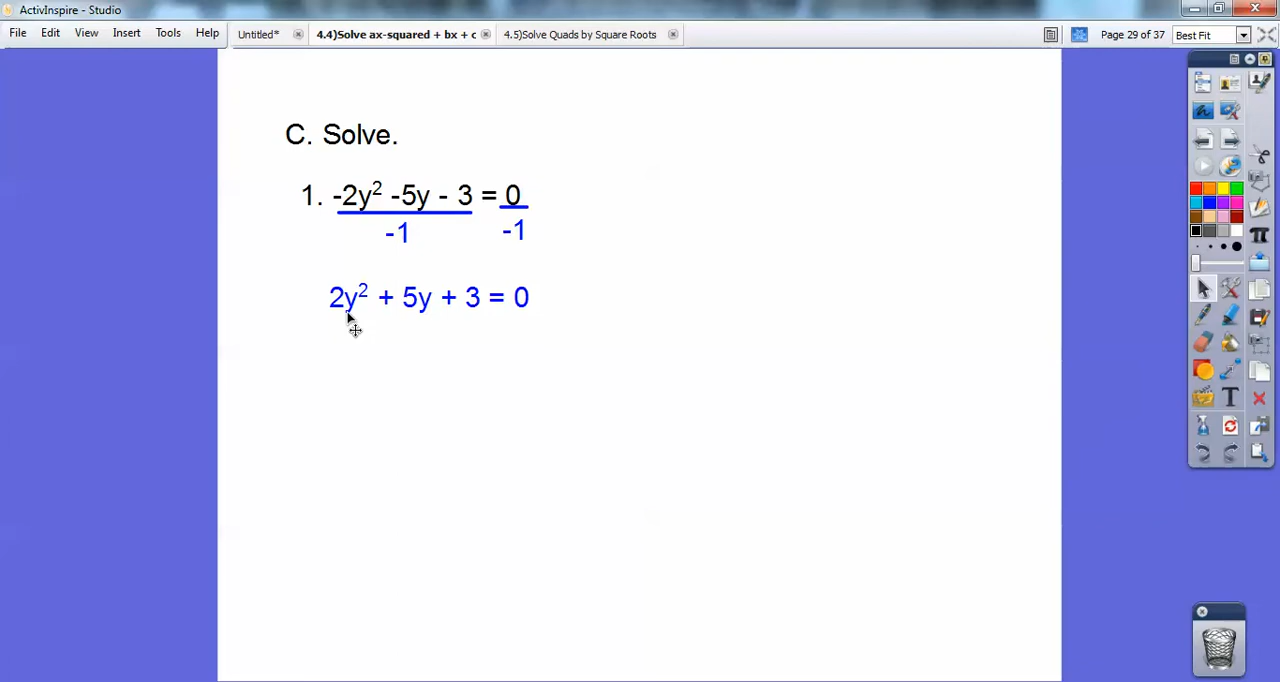 ActivInspire - Studio
File Edit View Insert Tools Help Untitled* 4.4)Solve ax-squared + bx + c 4.5)Solve Quads by Square Roots Page 29 of 37 Best Fit
C. Solve.
1. -2y² -5y - 3 = 0
-1 -1
2y² + 5y + 3 = 0